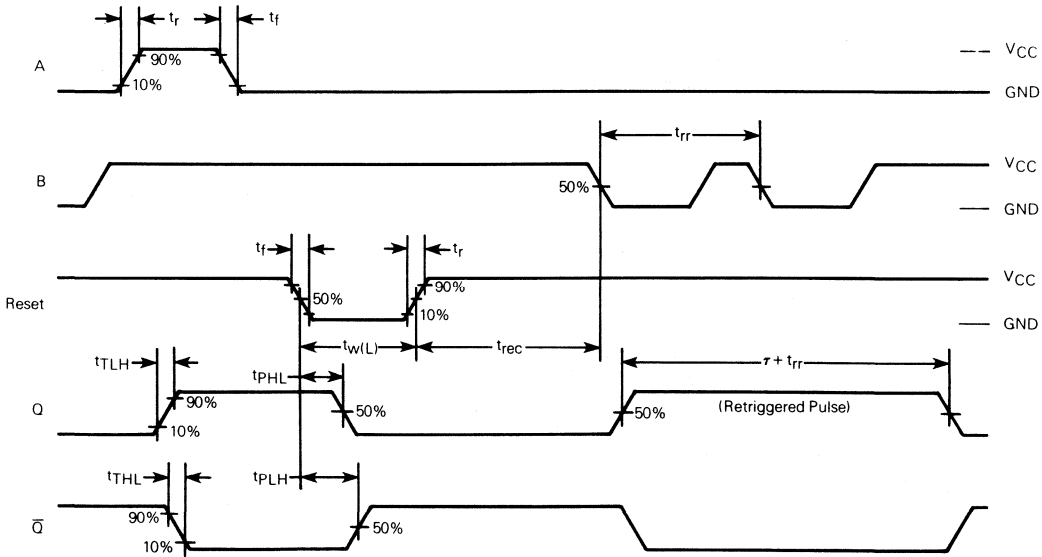 tr
tf
A
90%
10%
VCC
GND
trr
B
50%
VCC
GND
tf
tr
Reset
50%
90%
10%
VCC
GND
tw(L)
trec
tTLH
tPHL
τ + trr
Q
90%
10%
50%
50%
(Retriggered Pulse)
tTHL
tPLH
Q̅
90%
10%
50%